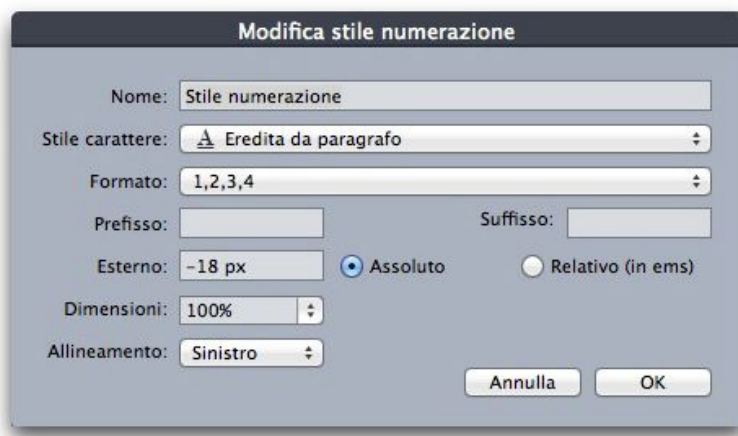 Modifica stile numerazione
Nome: Stile numerazione
Stile carattere: A Eredita da paragrafo
Formato: 1,2,3,4
Prefisso: Suffisso:
Esterno: -18 px Assoluto Relativo (in ems)
Dimensioni: 100%
Allineamento: Sinistro
Annulla OK